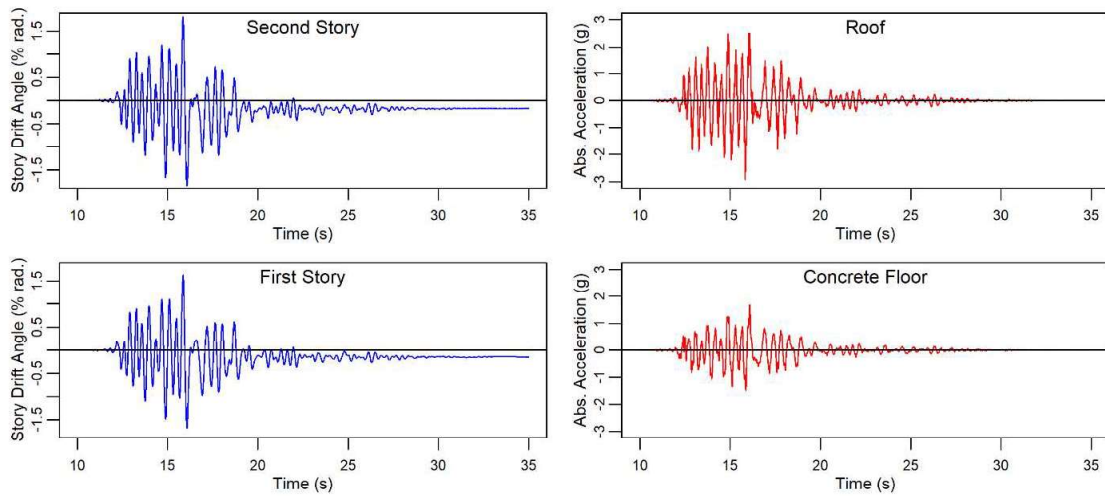 Second Story
Story Drift Angle (% rad.)
-1.5 -0.5 0.5 1.5
10 15 20 25 30 35
Time (s)
Roof
Abs. Acceleration (g)
-3 -2 -1 0 1 2 3
10 15 20 25 30 35
Time (s)
First Story
Story Drift Angle (% rad.)
-1.5 -0.5 0.5 1.5
10 15 20 25 30 35
Time (s)
Concrete Floor
Abs. Acceleration (g)
-3 -2 -1 0 1 2 3
10 15 20 25 30 35
Time (s)